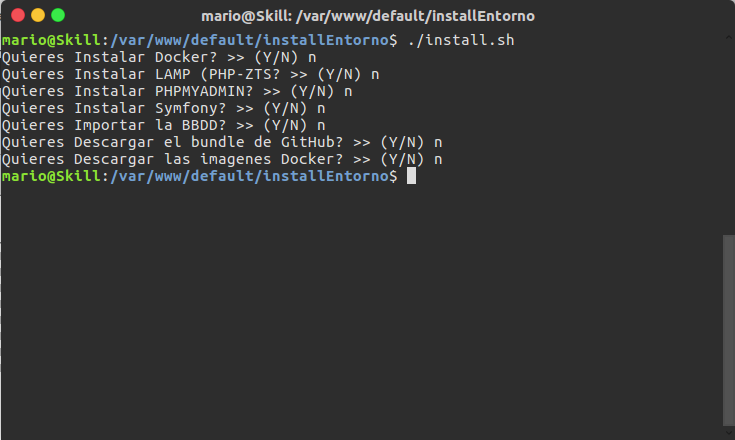 mario@Skill: /var/www/default/installEntorno
mario@Skill:/var/www/default/installEntorno$ ./install.sh
Quieres Instalar Docker? >> (Y/N) n
Quieres Instalar LAMP (PHP-ZTS? >> (Y/N) n
Quieres Instalar PHPMYADMIN? >> (Y/N) n
Quieres Instalar Symfony? >> (Y/N) n
Quieres Importar la BBDD? >> (Y/N) n
Quieres Descargar el bundle de GitHub? >> (Y/N) n
Quieres Descargar las imagenes Docker? >> (Y/N) n
mario@Skill:/var/www/default/installEntorno$